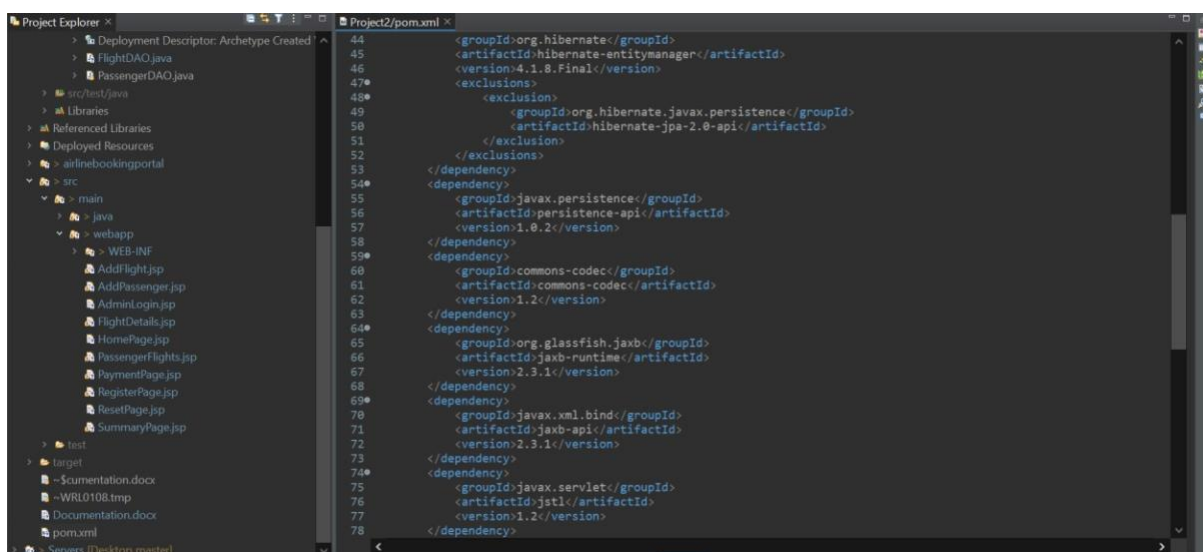 Project Explorer ×
> Deployment Descriptor: Archetype Created
> FlightDAO.java
> PassengerDAO.java
> src/test/java
> Libraries
> Referenced Libraries
> Deployed Resources
> > airlinebookingportal
> src
> main
> > java
> webapp
> > WEB-INF
AddFlight.jsp
AddPassenger.jsp
AdminLogin.jsp
FlightDetails.jsp
HomePage.jsp
PassengerFlights.jsp
PaymentPage.jsp
RegisterPage.jsp
ResetPage.jsp
SummaryPage.jsp
> test
> target
~$cumentation.docx
~WRL0108.tmp
Documentation.docx
pom.xml
> > Servers [Desktop master]
Project2/pom.xml ×
44 <groupId>org.hibernate</groupId>
45 <artifactId>hibernate-entitymanager</artifactId>
46 <version>4.1.8.Final</version>
47 <exclusions>
48 <exclusion>
49 <groupId>org.hibernate.javax.persistence</groupId>
50 <artifactId>hibernate-jpa-2.0-api</artifactId>
51 </exclusion>
52 </exclusions>
53 </dependency>
54 <dependency>
55 <groupId>javax.persistence</groupId>
56 <artifactId>persistence-api</artifactId>
57 <version>1.0.2</version>
58 </dependency>
59 <dependency>
60 <groupId>commons-codec</groupId>
61 <artifactId>commons-codec</artifactId>
62 <version>1.2</version>
63 </dependency>
64 <dependency>
65 <groupId>org.glassfish.jaxb</groupId>
66 <artifactId>jaxb-runtime</artifactId>
67 <version>2.3.1</version>
68 </dependency>
69 <dependency>
70 <groupId>javax.xml.bind</groupId>
71 <artifactId>jaxb-api</artifactId>
72 <version>2.3.1</version>
73 </dependency>
74 <dependency>
75 <groupId>javax.servlet</groupId>
76 <artifactId>jstl</artifactId>
77 <version>1.2</version>
78 </dependency>